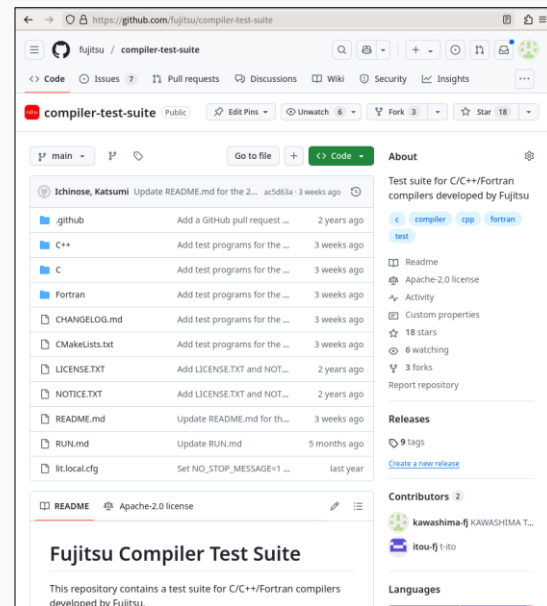 https://github.com/fujitsu/compiler-test-suite
fujitsu / compiler-test-suite
Code
Issues 7
Pull requests
Discussions
Wiki
Security
Insights
compiler-test-suite Public
Edit Pins
Unwatch 6
Fork 3
Star 18
main
Go to file
Code
Ichinose, Katsumi Update README.md for the 2... ac5d63a · 3 weeks ago
.github Add a GitHub pull request ... 2 years ago
C++ Add test programs for the ... 3 weeks ago
C Add test programs for the ... 3 weeks ago
Fortran Add test programs for the ... 3 weeks ago
CHANGELOG.md Add test programs for the ... 3 weeks ago
CMakeLists.txt Add test programs for the ... 3 weeks ago
LICENSE.TXT Add LICENSE.TXT and NOT... 2 years ago
NOTICE.TXT Add LICENSE.TXT and NOT... 2 years ago
README.md Update README.md for th... 3 weeks ago
RUN.md Update RUN.md 5 months ago
lit.local.cfg Set NO_STOP_MESSAGE=1 ... last year
README
Apache-2.0 license
Fujitsu Compiler Test Suite
This repository contains a test suite for C/C++/Fortran compilers
developed by Fujitsu.
About
Test suite for C/C++/Fortran
compilers developed by Fujitsu
c compiler cpp fortran
test
Readme
Apache-2.0 license
Activity
Custom properties
18 stars
6 watching
3 forks
Report repository
Releases
9 tags
Create a new release
Contributors 2
kawashima-fj KAWASHIMA T...
itou-fj t-ito
Languages